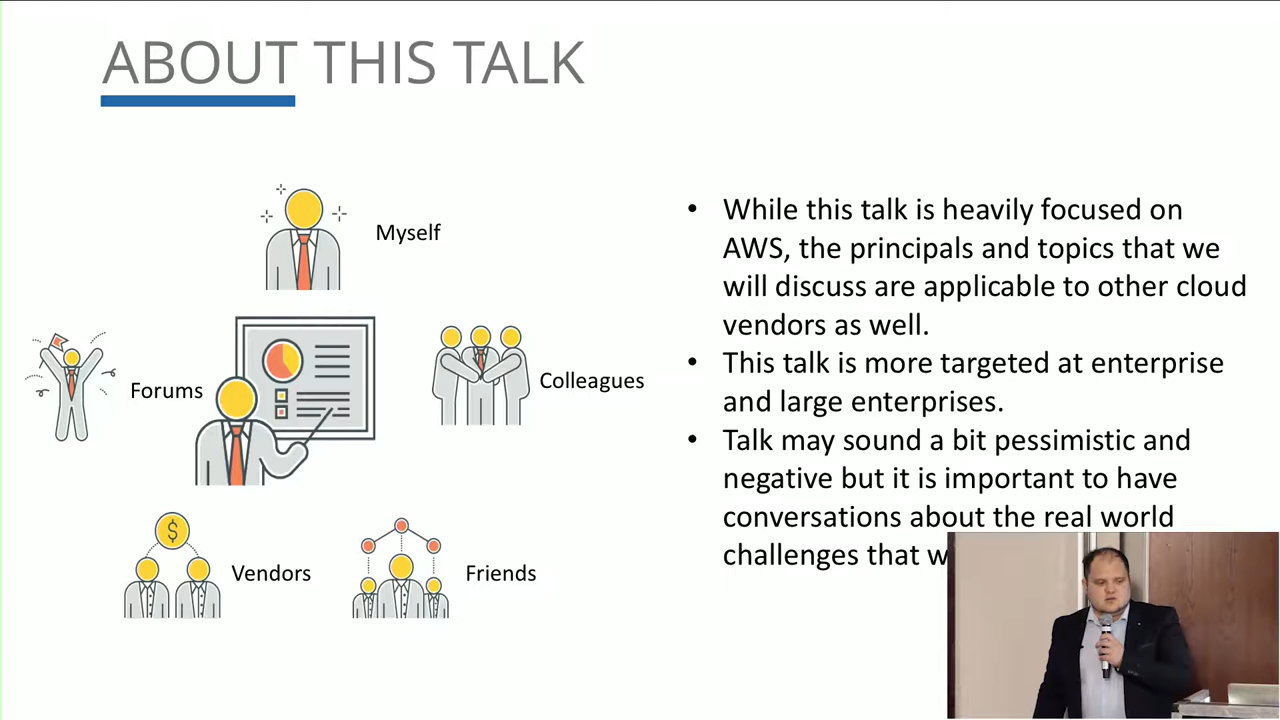 ABOUT THIS TALK
Myself
Forums
Colleagues
Vendors
Friends
• While this talk is heavily focused on
AWS, the principals and topics that we
will discuss are applicable to other cloud
vendors as well.
• This talk is more targeted at enterprise
and large enterprises.
• Talk may sound a bit pessimistic and
negative but it is important to have
conversations about the real world
challenges that w